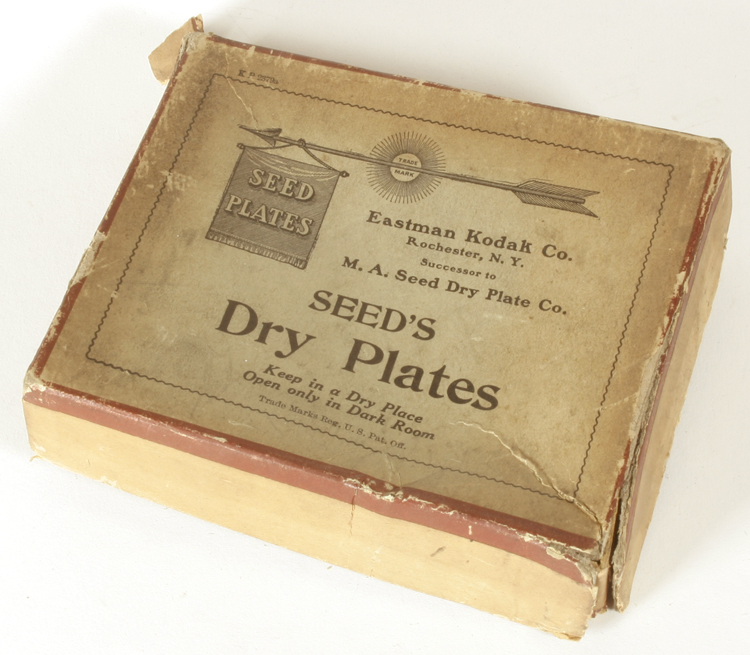 SEED
PLATES
TRADE
MARK
Eastman Kodak Co.
Rochester, N. Y.
Successor to
M. A. Seed Dry Plate Co.
SEED'S
Dry Plates
Keep in a Dry Place
Open only in Dark Room
Trade Marks Reg. U. S. Pat. Off.